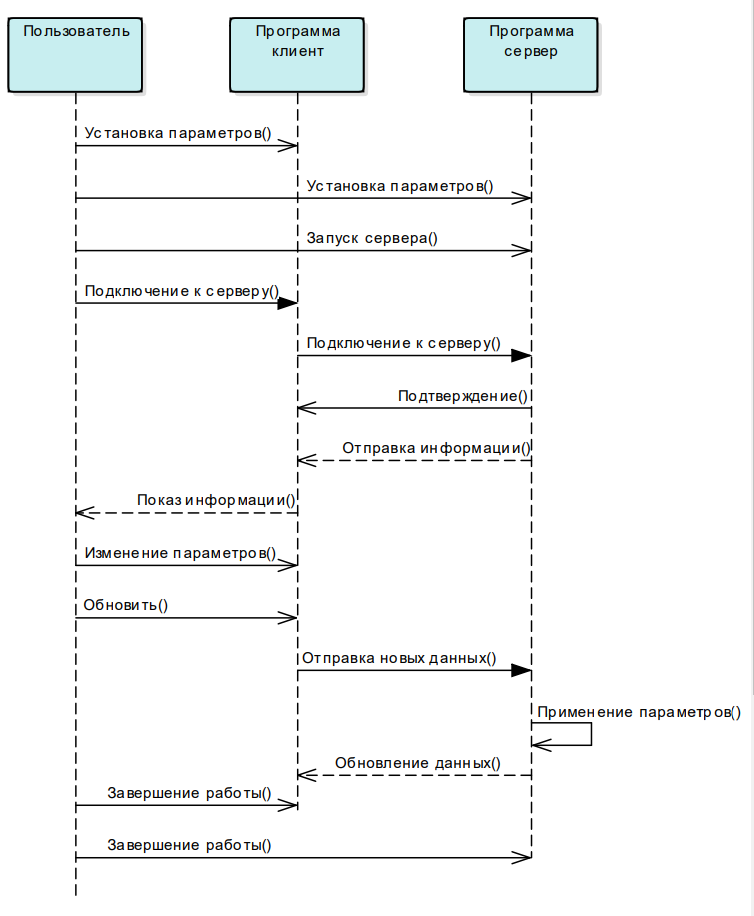 Пользователь
Программа
клиент
Программа
сервер
Установка параметров()
Установка параметров()
Запуск сервера()
Подключение к серверу()
Подключение к серверу()
Подтверждение()
Отправка информации()
Показ информации()
Изменение параметров()
Обновить()
Отправка новых данных()
Применение параметров()
Обновление данных()
Завершение работы()
Завершение работы()